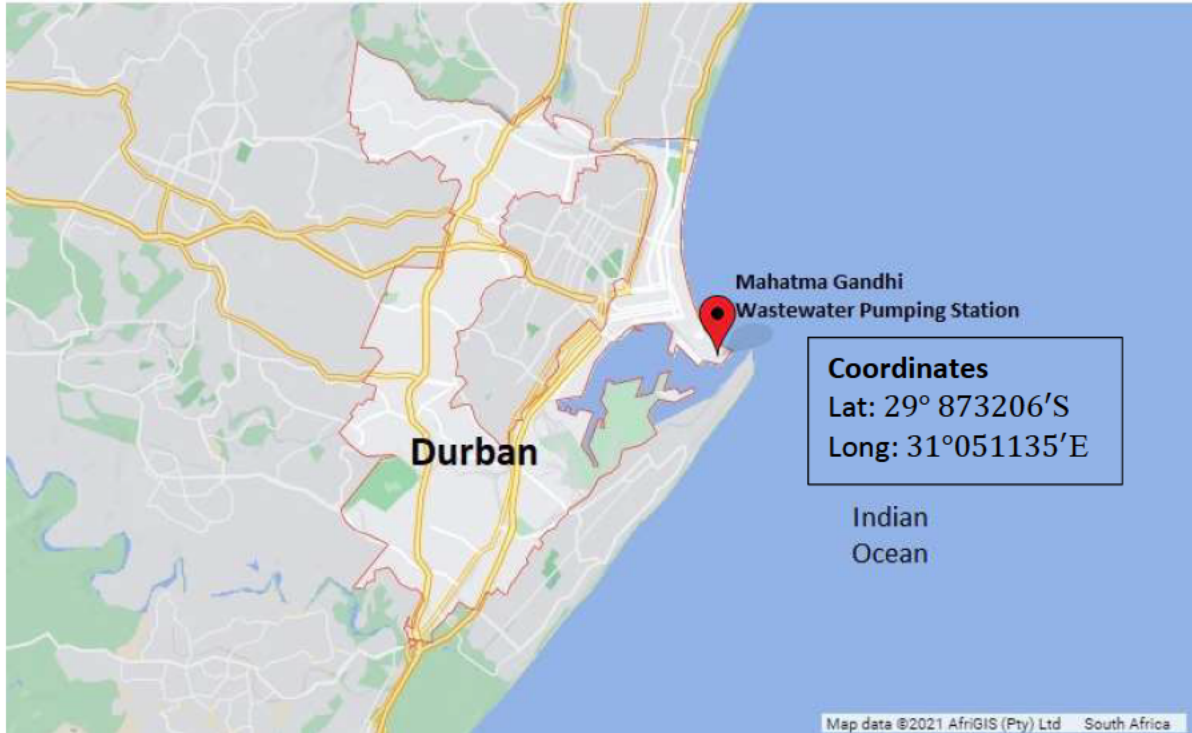 Mahatma Gandhi
Wastewater Pumping Station
Coordinates
Lat: 29° 873206′S
Long: 31°051135′E
Durban
Indian
Ocean
Map data ©2021 AfriGIS (Pty) Ltd South Africa